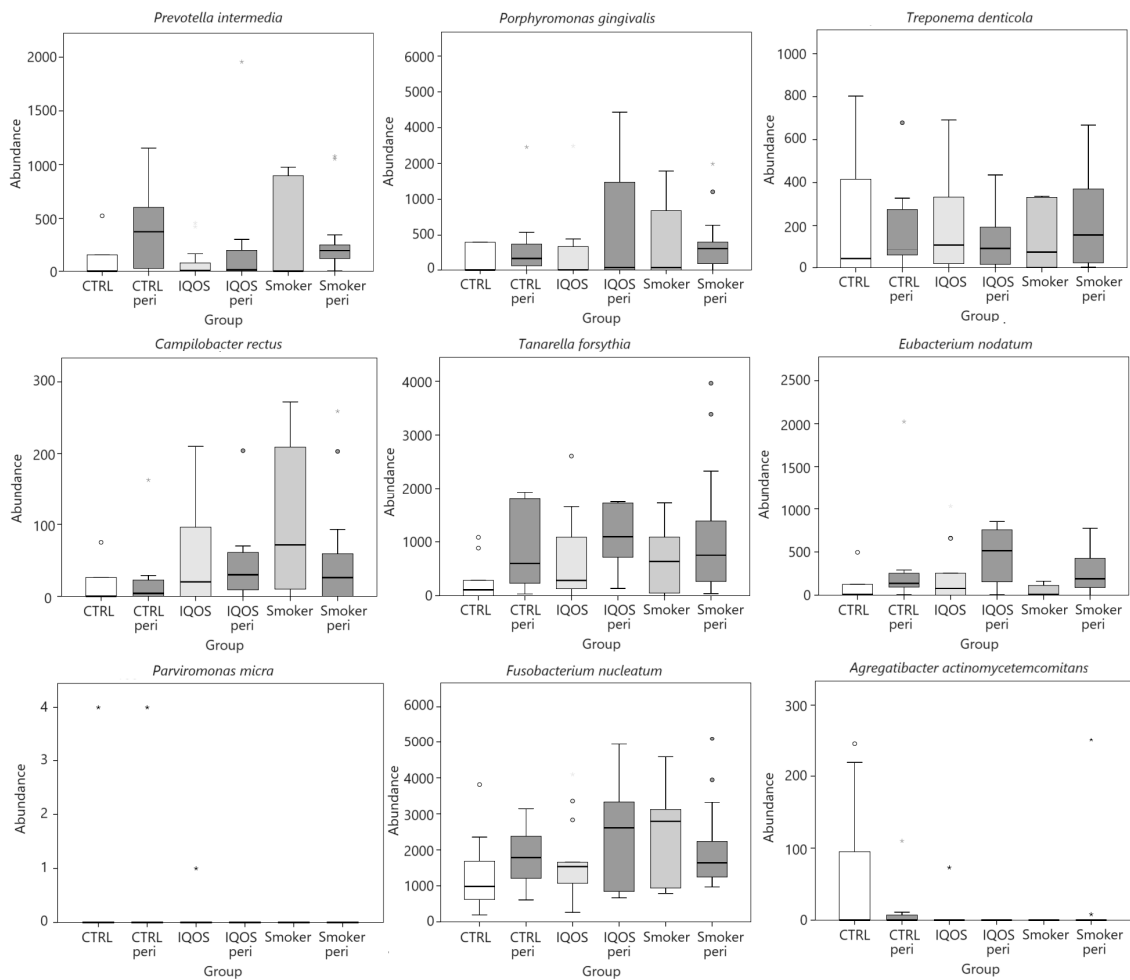 Prevotella intermedia
Abundance
2000
1500
1000
500
0
CTRL
CTRL
peri
IQOS
IQOS
peri
Smoker
Smoker
peri
Group
Porphyromonas gingivalis
Abundance
6000
4000
2000
1000
500
0
CTRL
CTRL
peri
IQOS
IQOS
peri
Smoker
Smoker
peri
Group
Treponema denticola
Abundance
1000
800
600
400
200
0
CTRL
CTRL
peri
IQOS
IQOS
peri
Smoker
Smoker
peri
Group
Campilobacter rectus
Abundance
300
200
100
0
CTRL
CTRL
peri
IQOS
IQOS
peri
Smoker
Smoker
peri
Group
Tanarella forsythia
Abundance
4000
3000
2000
1000
0
CTRL
CTRL
peri
IQOS
IQOS
peri
Smoker
Smoker
peri
Group
Eubacterium nodatum
Abundance
2500
2000
1500
1000
500
0
CTRL
CTRL
peri
IQOS
IQOS
peri
Smoker
Smoker
peri
Group
Parviromonas micra
Abundance
4
3
2
1
0
CTRL
CTRL
peri
IQOS
IQOS
peri
Smoker
Smoker
peri
Group
Fusobacterium nucleatum
Abundance
6000
5000
4000
3000
2000
1000
0
CTRL
CTRL
peri
IQOS
IQOS
peri
Smoker
Smoker
peri
Group
Agregatibacter actinomycetemcomitans
Abundance
300
200
100
0
CTRL
CTRL
peri
IQOS
IQOS
peri
Smoker
Smoker
peri
Group